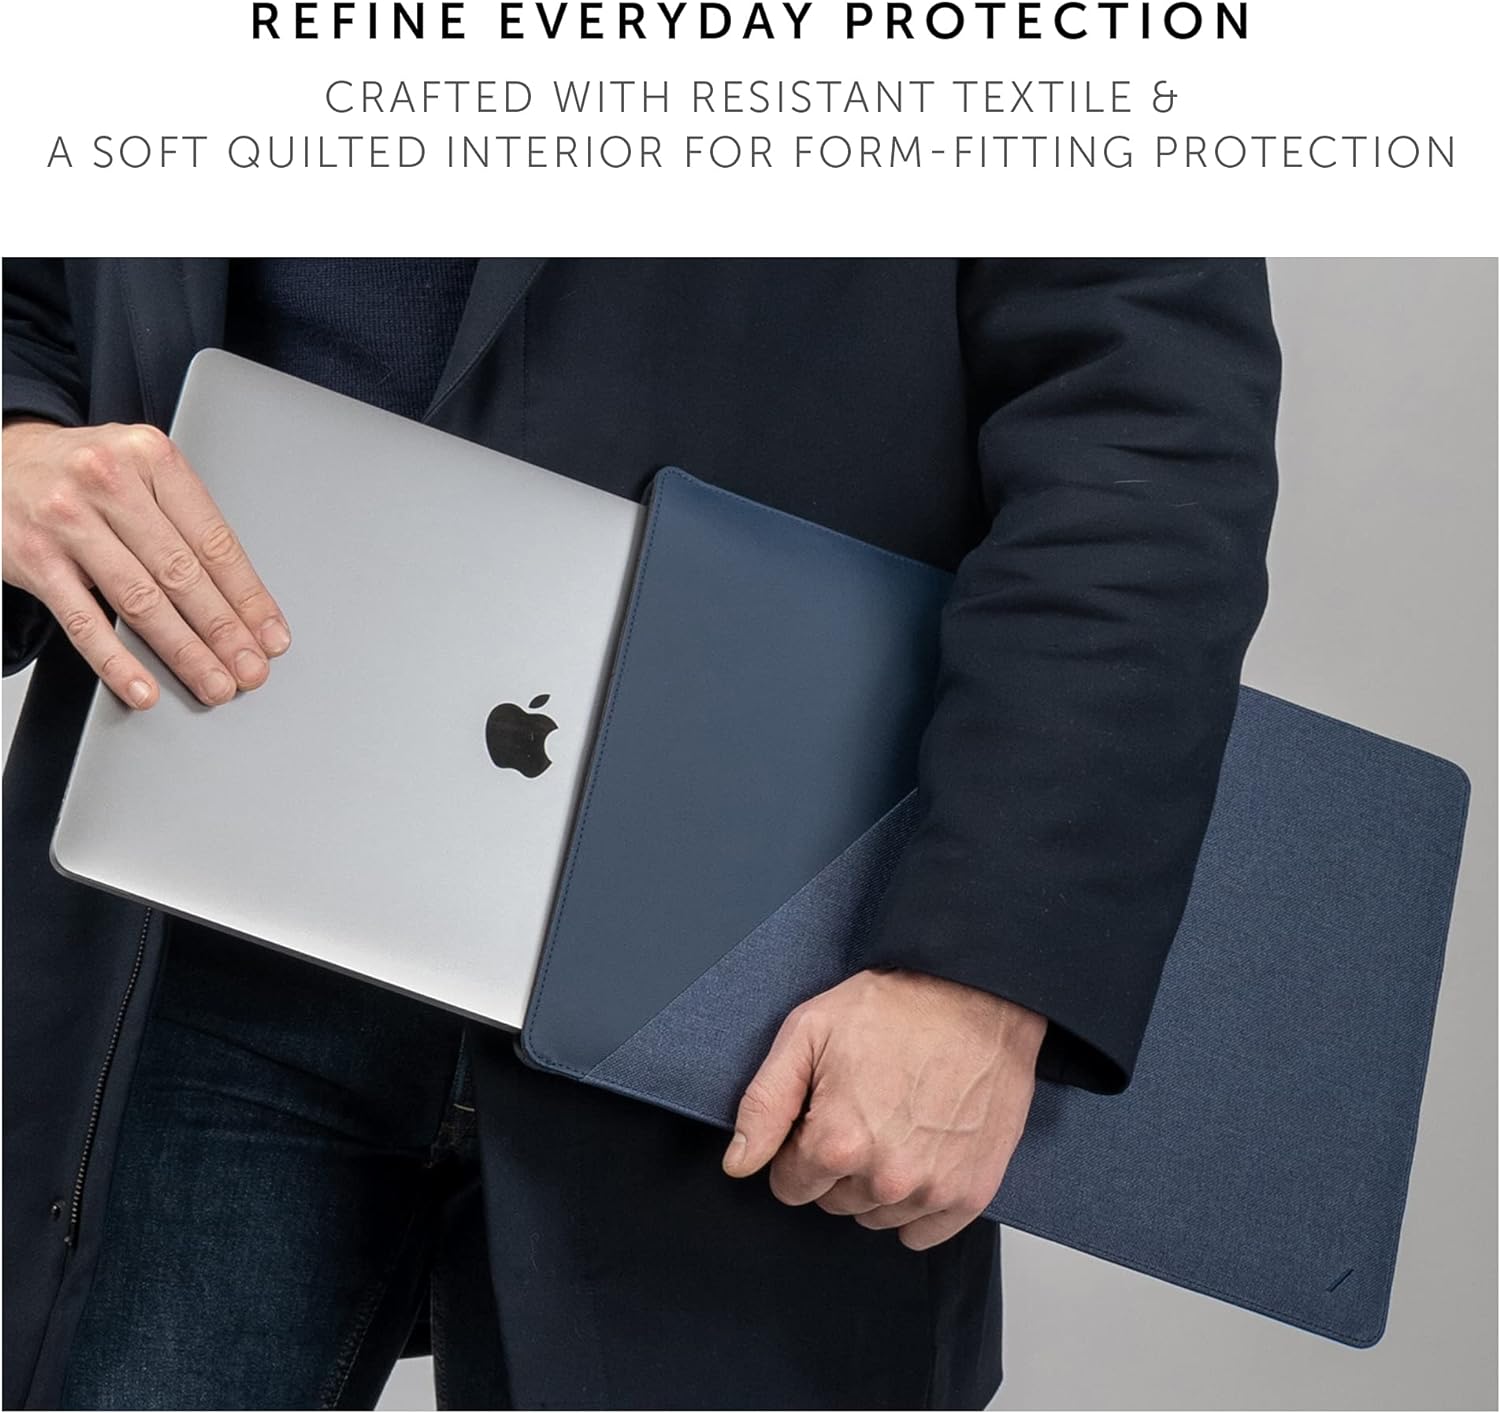 REFINE EVERYDAY PROTECTION
CRAFTED WITH RESISTANT TEXTILE &
A SOFT QUILTED INTERIOR FOR FORM-FITTING PROTECTION